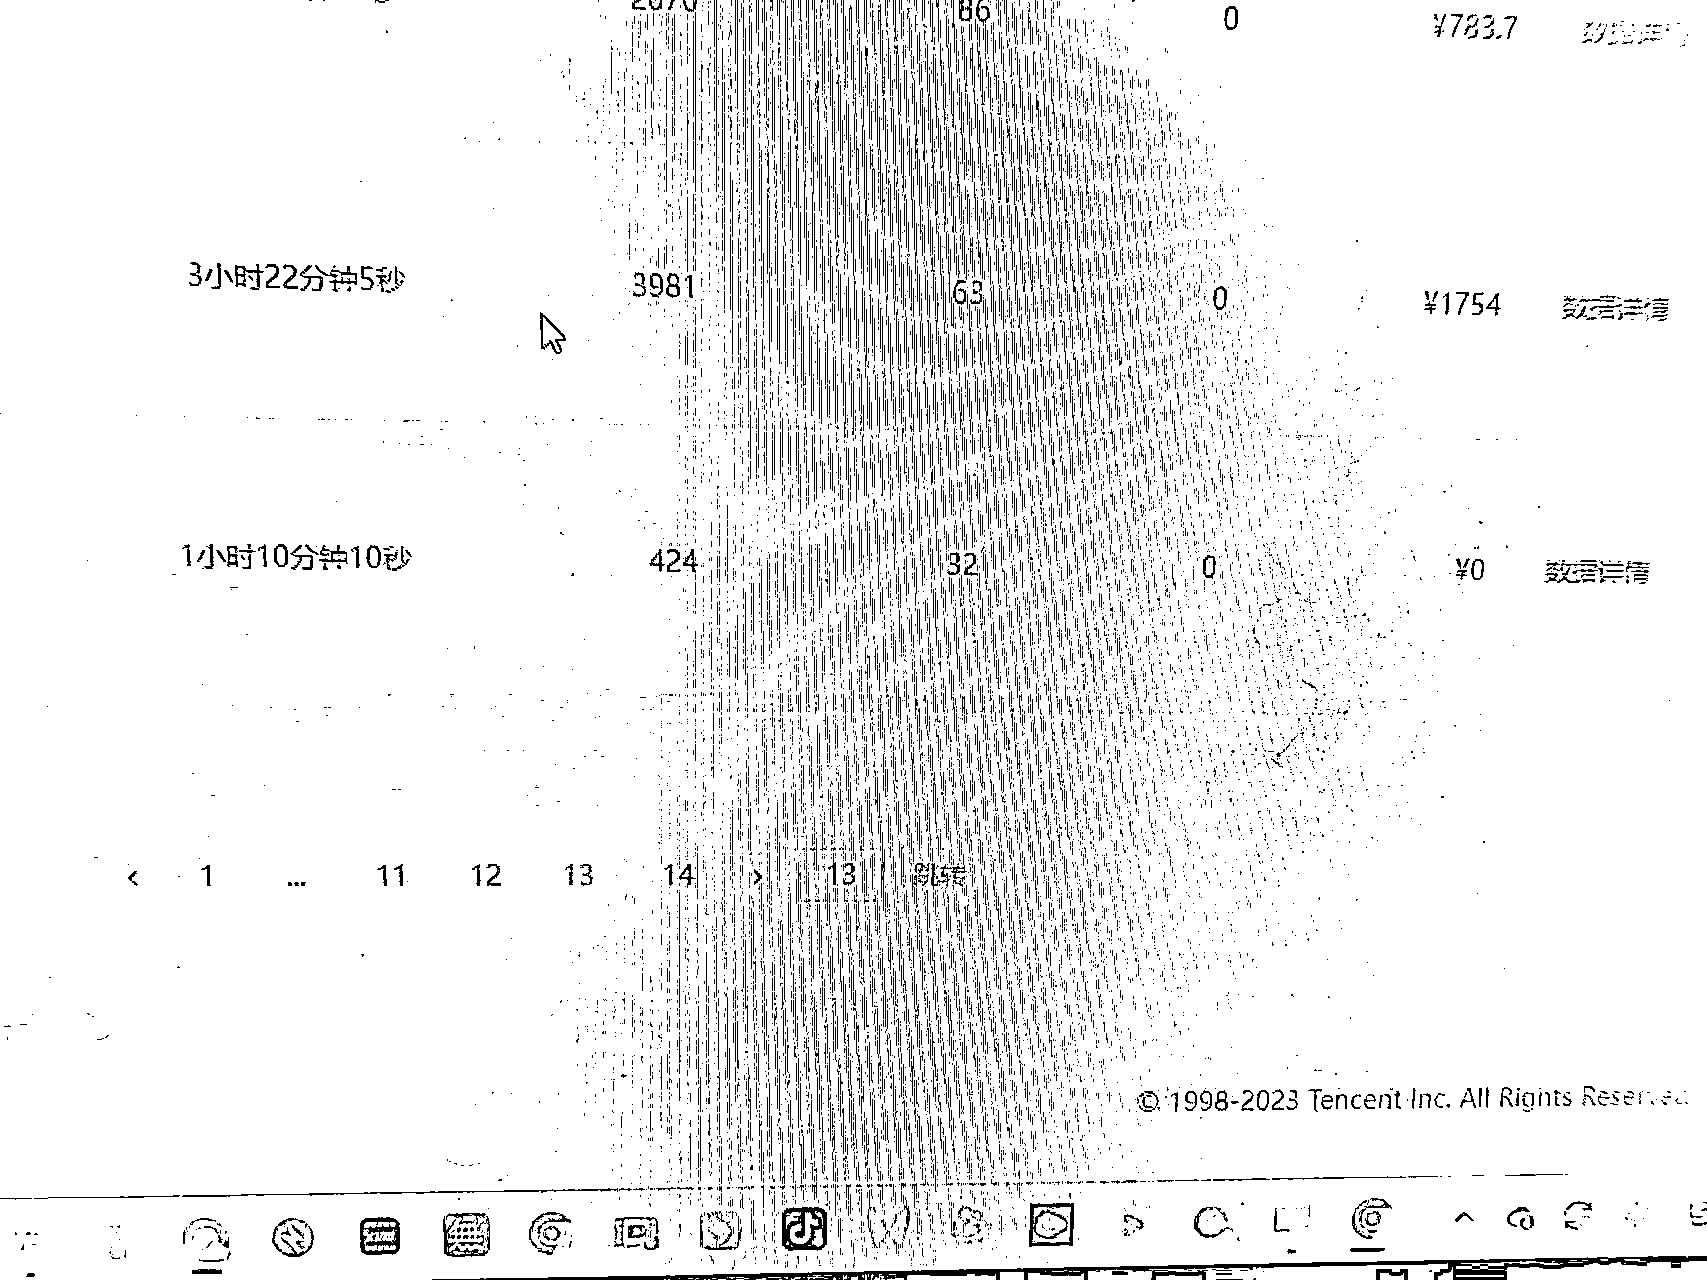 86 0 ¥783.7 数据详情
3小时22分钟5秒 3981 63 0 ¥1754 数据详情
1小时10分钟10秒 424 32 0 ¥0 数据详情
‹ 1 ... 11 12 13 14 › 13 跳转
© 1998-2023 Tencent Inc. All Rights Reserved